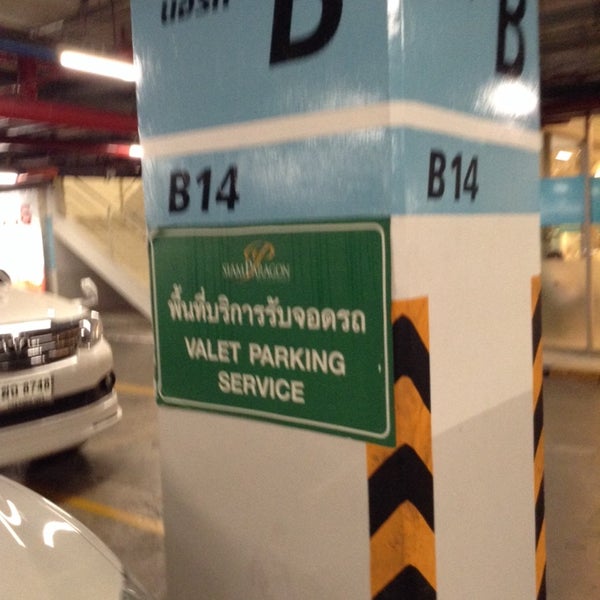 B
B
B14
B14
SIAM PARAGON
พื้นที่บริการรับจอดรถ
VALET PARKING
SERVICE
8748